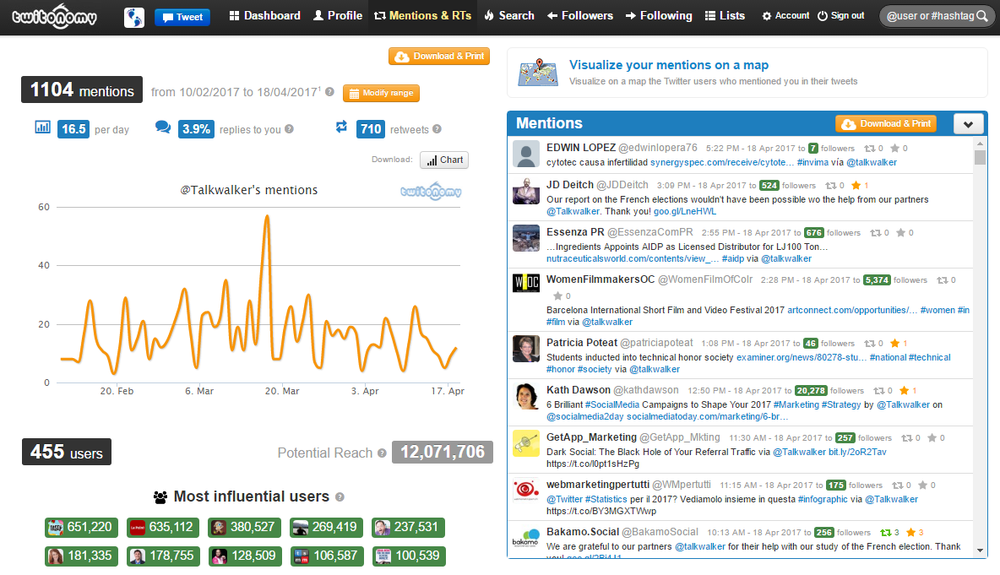 twitonomy
Tweet
Dashboard
Profile
Mentions & RTs
Search
Followers
Following
Lists
Account
Sign out
@user or #hashtag
Download & Print
1104 mentions from 10/02/2017 to 18/04/2017¹ ?
Modify range
16.5 per day
3.9% replies to you ?
710 retweets ?
Download: Chart
@Talkwalker's mentions
twitonomy
60
40
20
0
20. Feb 6. Mar 20. Mar 3. Apr 17. Apr
455 users
Potential Reach ? 12,071,706
Most influential users ?
651,220 635,112 380,527 269,419 237,531
181,335 178,755 128,509 106,587 100,539
Visualize your mentions on a map
Visualize on a map the Twitter users who mentioned you in their tweets
Mentions
Download & Print
EDWIN LOPEZ @edwinlopera76 5:22 PM - 18 Apr 2017 to 7 followers 0 0
cytotec causa infertilidad synergyspec.com/receive/cytote… #invima vía @talkwalker
JD Deitch @JDDeitch 3:09 PM - 18 Apr 2017 to 524 followers 0 1
Our report on the French elections wouldn't have been possible wo the help from our partners
@Talkwalker. Thank you! goo.gl/LneHWL
Essenza PR @EssenzaComPR 2:55 PM - 18 Apr 2017 to 676 followers 0 0
…Ingredients Appoints AIDP as Licensed Distributor for LJ100 Ton…
nutraceuticalsworld.com/contents/view_… #aidp via @talkwalker
WomenFilmmakersOC @WomenFilmOfColr 2:28 PM - 18 Apr 2017 to 5,374 followers 0
0
Barcelona International Short Film and Video Festival 2017 artconnect.com/opportunities/… #women #in
#film via @talkwalker
Patricia Poteat @patriciapoteat 1:08 PM - 18 Apr 2017 to 46 followers 0 1
Students inducted into technical honor society examiner.org/news/80278-stu… #national #technical
#honor #society via @talkwalker
Kath Dawson @kathdawson 12:50 PM - 18 Apr 2017 to 20,278 followers 0 1
6 Brilliant #SocialMedia Campaigns to Shape Your 2017 #Marketing #Strategy by @Talkwalker on
@socialmedia2day socialmediatoday.com/marketing/6-br…
GetApp_Marketing @GetApp_Mkting 11:30 AM - 18 Apr 2017 to 257 followers 0 0
Dark Social: The Black Hole of Your Referral Traffic via @Talkwalker bit.ly/2oR2Tav
https://t.co/l0pt1sHzPg
webmarketingpertutti @WMpertutti 11:15 AM - 18 Apr 2017 to 175 followers 0 0
@Twitter #Statistics per il 2017? Vediamolo insieme in questa #infographic via @Talkwalker
https://t.co/BY3MGXTWwp
Bakamo.Social @BakamoSocial 10:13 AM - 18 Apr 2017 to 256 followers 3 3
We are grateful to our partners @talkwalker for their help with our study of the French election. Thank